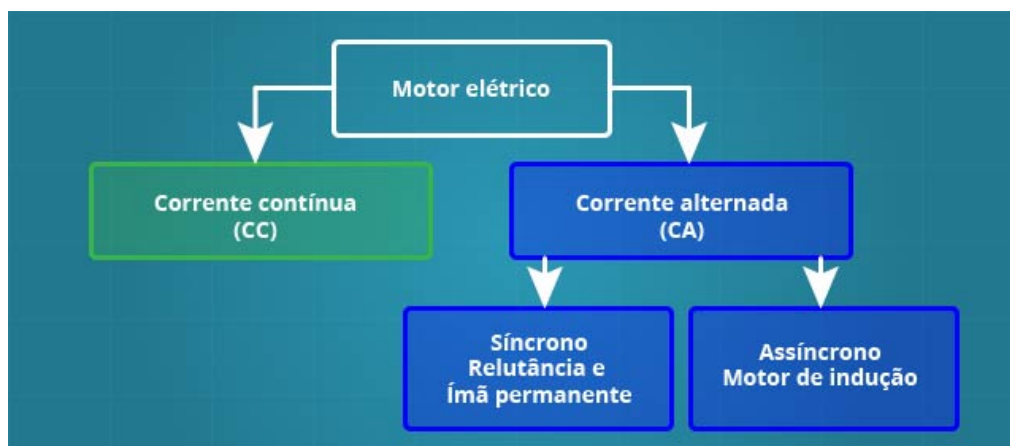 Motor elétrico
Corrente contínua
(CC)
Corrente alternada
(CA)
Síncrono
Relutância e
Ímã permanente
Assíncrono
Motor de indução